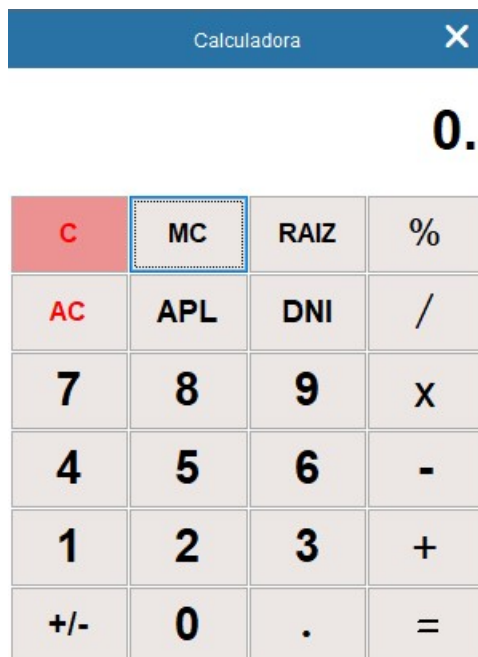 Calculadora X
0.
C MC RAIZ %
AC APL DNI /
7 8 9 x
4 5 6 -
1 2 3 +
+/- 0 . =